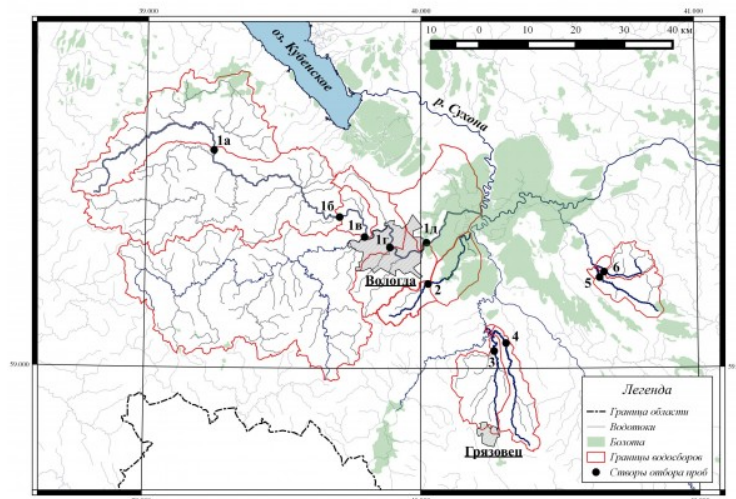 39.000 40.000 41.000
оз. Кубенское
10 0 10 20 30 40 км
р. Сухона
1а
1б
1в
1г
1д
Вологда
2
6
5
4
3
59.000
Грязовец
Легенда
Граница области
Водотоки
Болота
Границы водосборов
Створы отбора проб